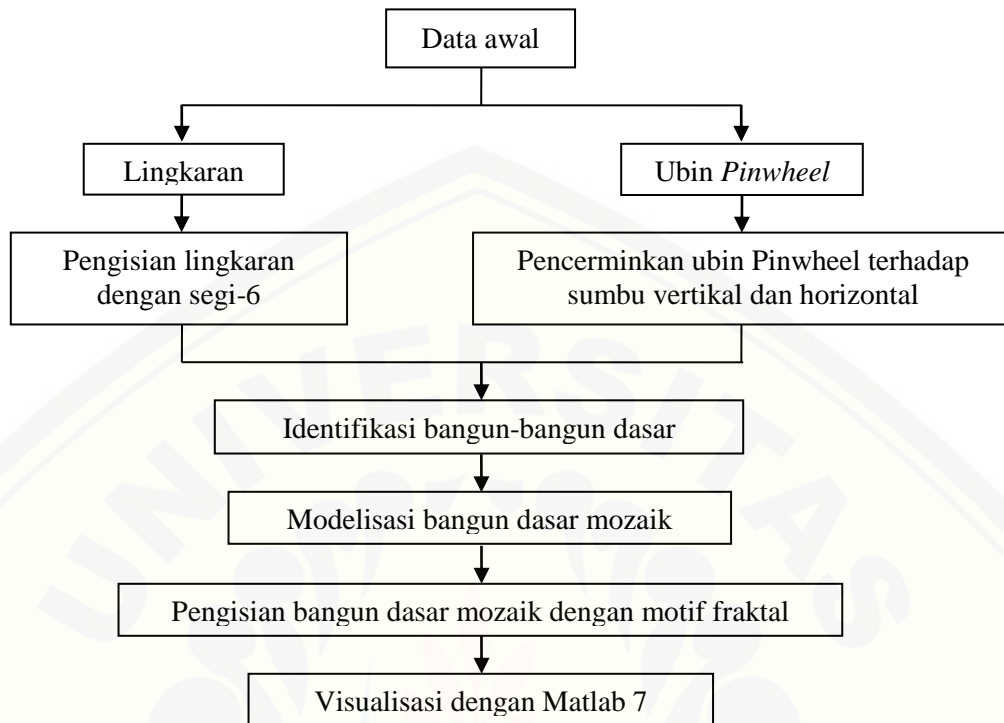 Data awal
Lingkaran
Ubin Pinwheel
Pengisian lingkaran
dengan segi-6
Pencerminkan ubin Pinwheel terhadap
sumbu vertikal dan horizontal
Identifikasi bangun-bangun dasar
Modelisasi bangun dasar mozaik
Pengisian bangun dasar mozaik dengan motif fraktal
Visualisasi dengan Matlab 7
UNIVERSITAS